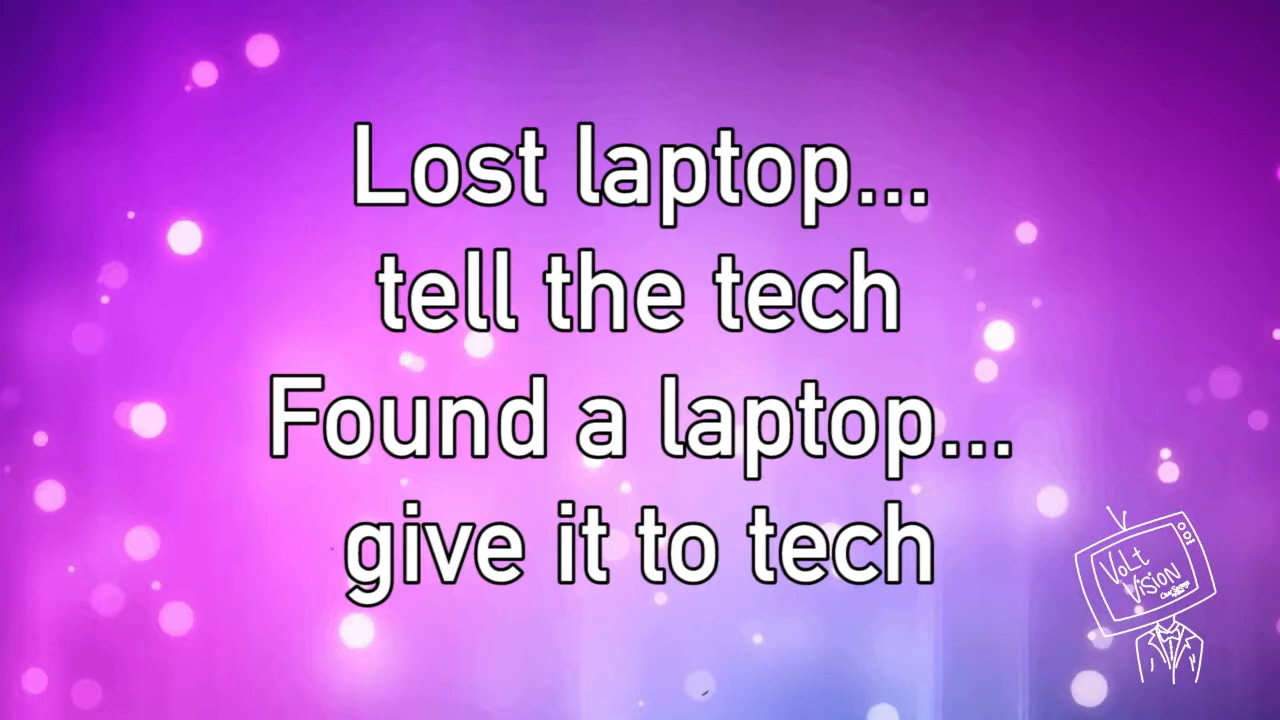 Lost laptop...
tell the tech
Found a laptop...
give it to tech
Volt
Vision